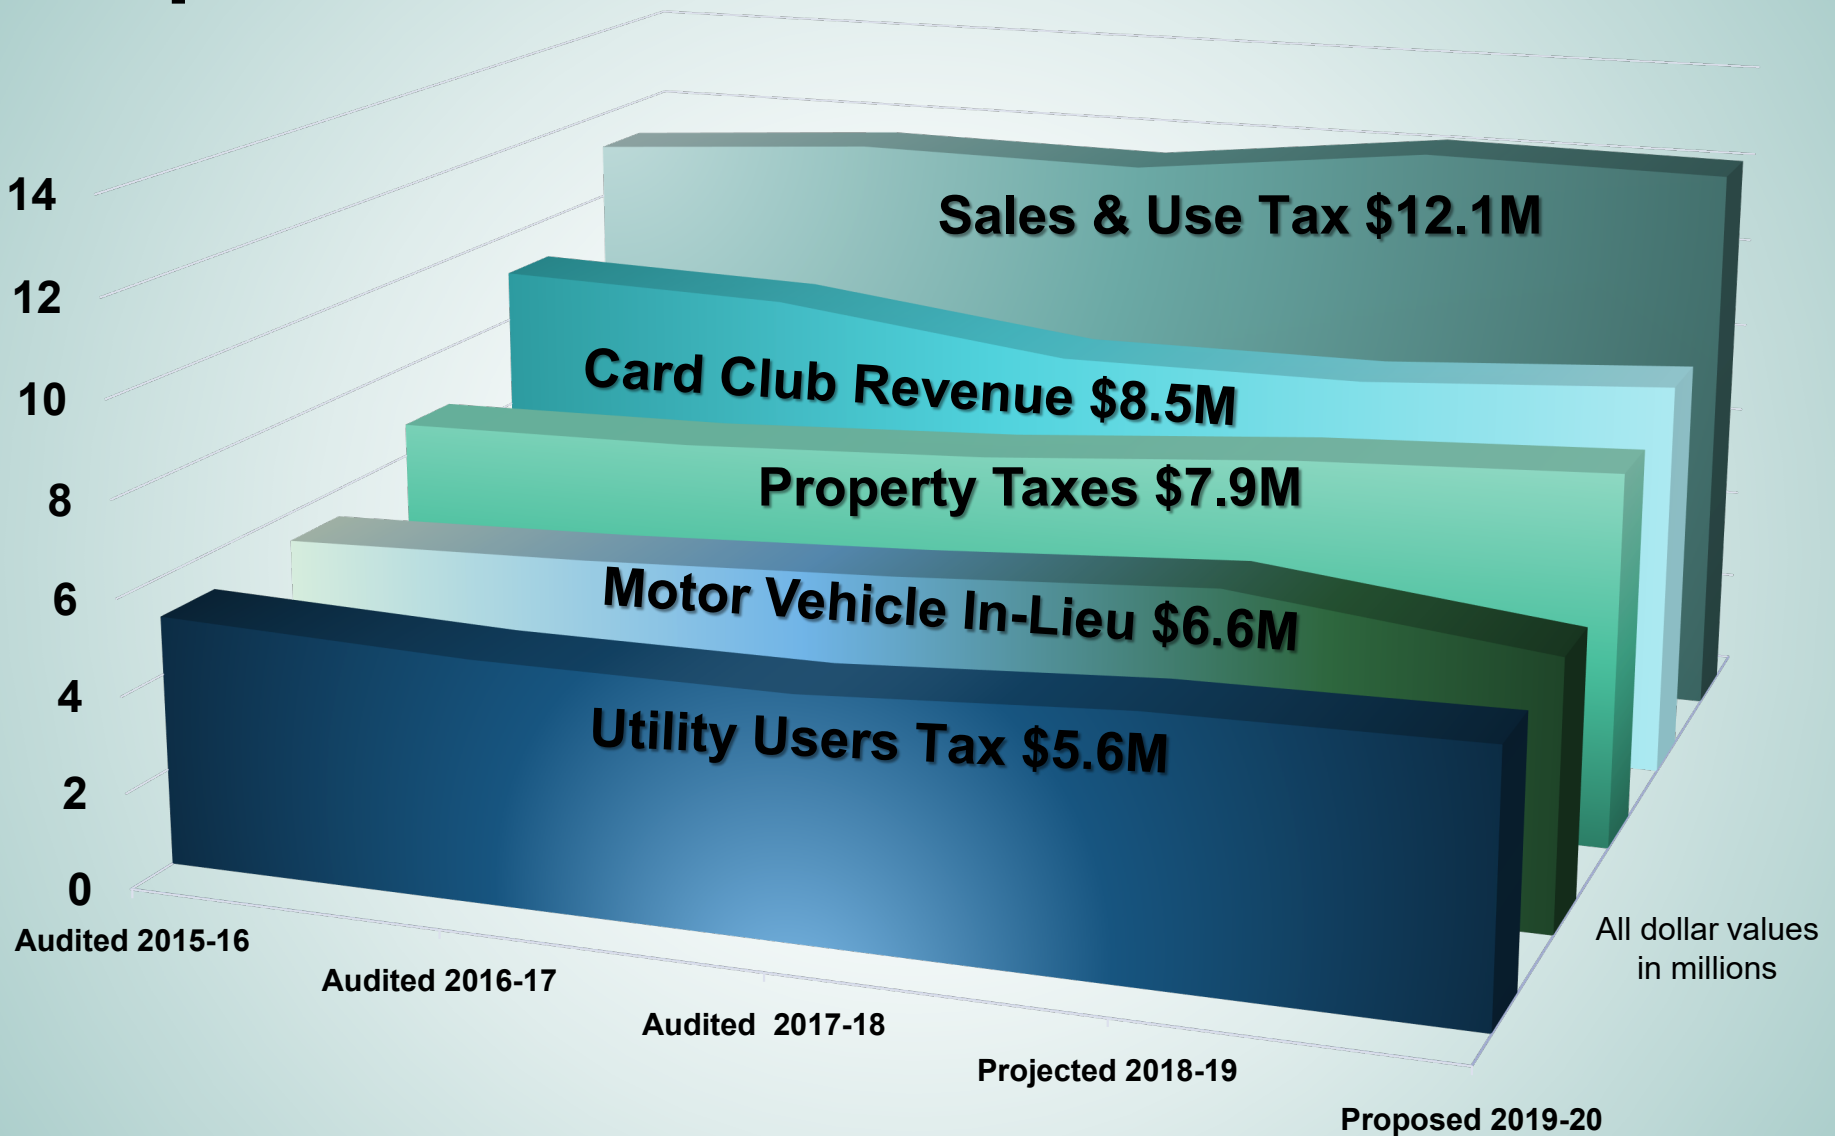 14
12
10
8
6
4
2
0
Sales & Use Tax $12.1M
Card Club Revenue $8.5M
Property Taxes $7.9M
Motor Vehicle In-Lieu $6.6M
Utility Users Tax $5.6M
Audited 2015-16
Audited 2016-17
Audited 2017-18
Projected 2018-19
Proposed 2019-20
All dollar values
in millions